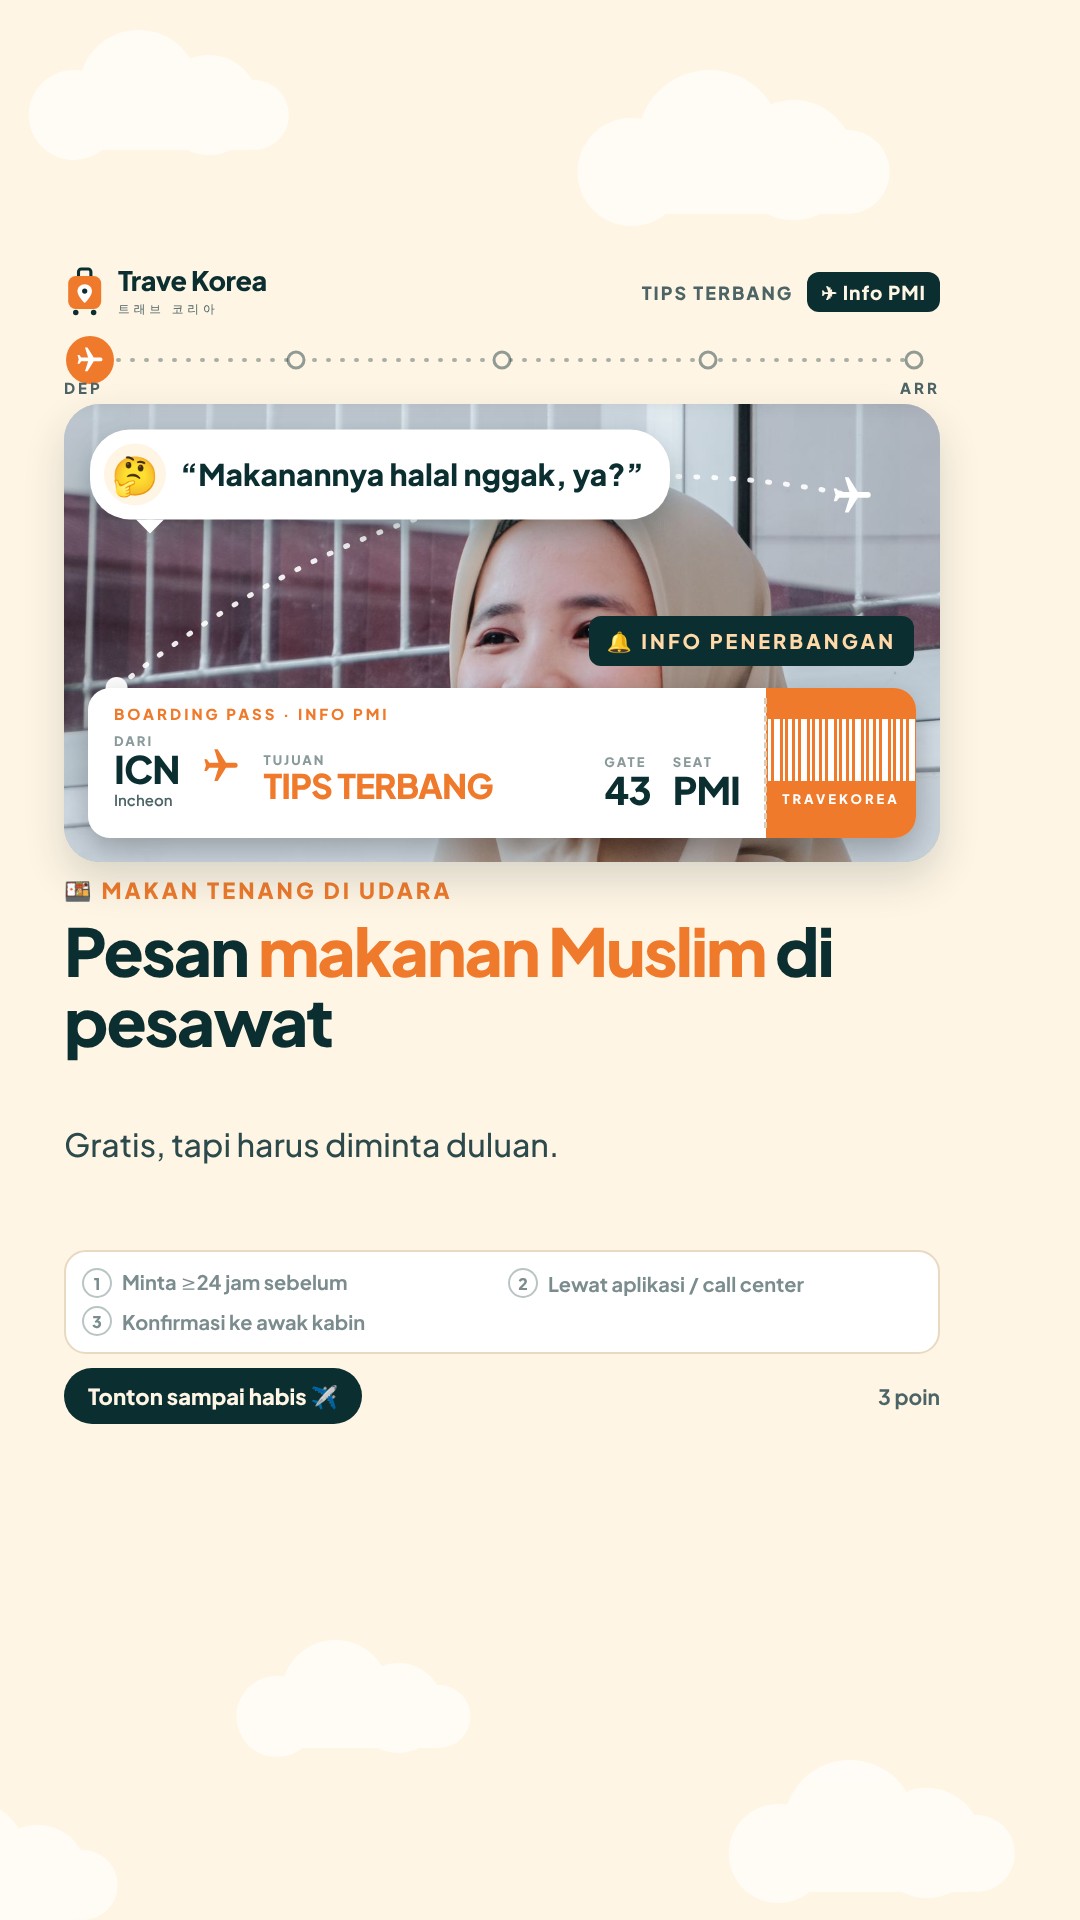 Trave Korea
트래브 코리아
TIPS TERBANG
✈ Info PMI
DEP
ARR
“Makanannya halal nggak, ya?”
INFO PENERBANGAN
BOARDING PASS · INFO PMI
DARI
ICN
Incheon
TUJUAN
TIPS TERBANG
GATE
43
SEAT
PMI
TRAVEKOREA
MAKAN TENANG DI UDARA
Pesan makanan Muslim di
pesawat
Gratis, tapi harus diminta duluan.
1 Minta ≥24 jam sebelum
2 Lewat aplikasi / call center
3 Konfirmasi ke awak kabin
Tonton sampai habis ✈️
3 poin